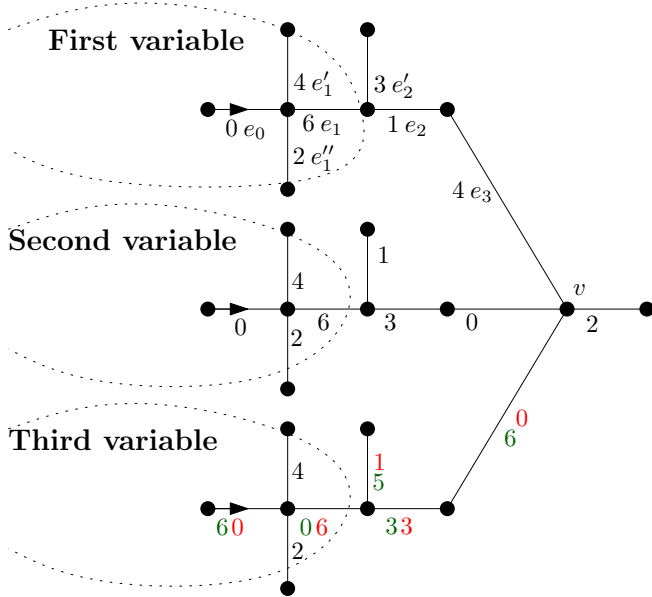 First variable
4 e′₁ 3 e′₂
0 e₀ 6 e₁ 1 e₂
2 e″₁
4 e₃
Second variable
4 1
v
0 2 6 3 0 2
Third variable
4 1
5
0
6
6 0 0 6 3 3
2